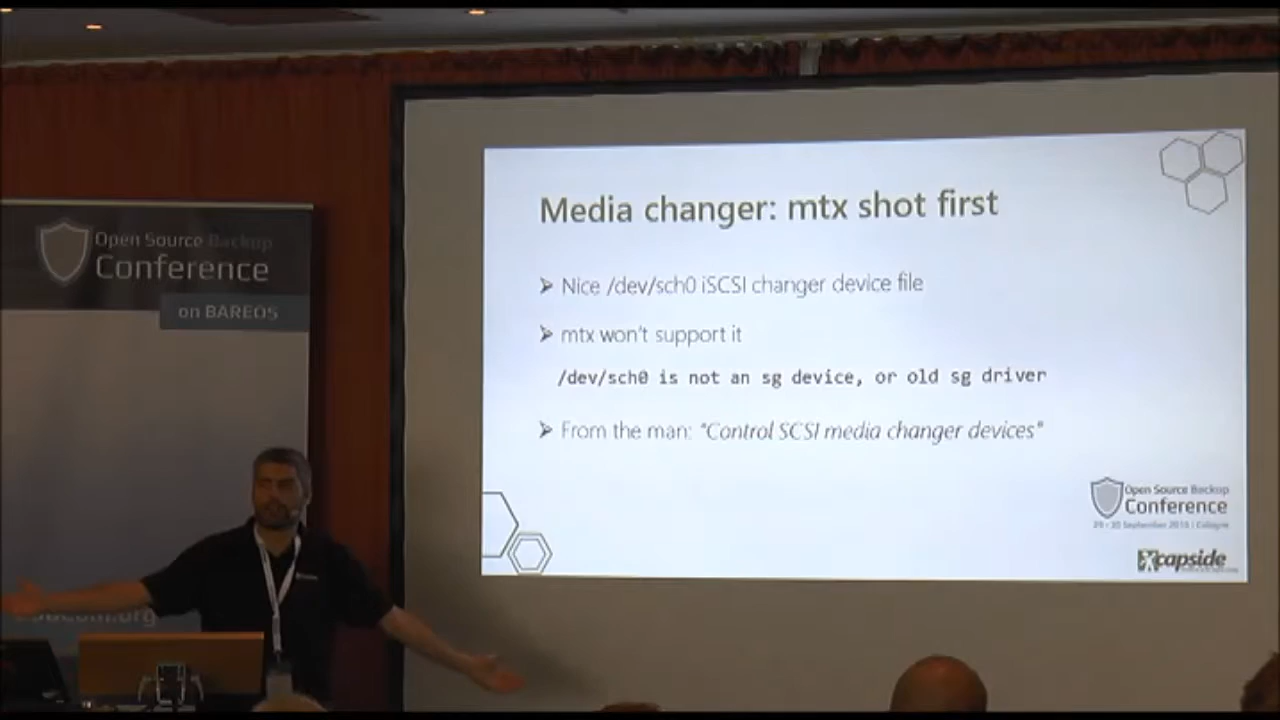 Open Source Backup
Conference
on BAREOS
Media changer: mtx shot first
➢ Nice /dev/sch0 iSCSI changer device file
➢ mtx won't support it
/dev/sch0 is not an sg device, or old sg driver
➢ From the man: "Control SCSI media changer devices"
Open Source Backup
Conference
September
Cologne
capside